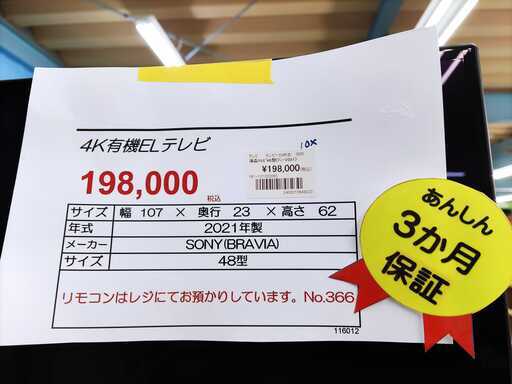 4K有機ELテレビ
10x
¥198,000(税込)
198,000
税込
サイズ 幅 107 × 奥行 23 × 高さ 62
年式 2021年製
メーカー SONY(BRAVIA)
サイズ 48型
リモコンはレジにてお預かりしています。No.366
116012
あんしん
3か月
保証